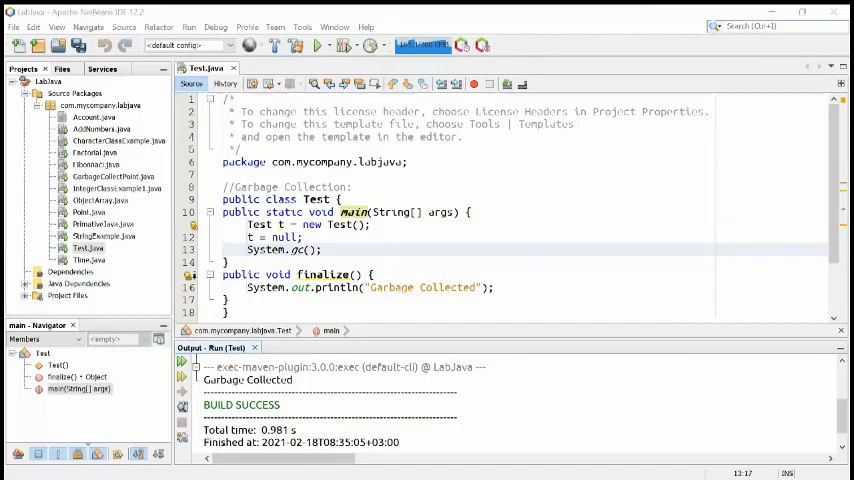 LabJava - Apache NetBeans IDE 12.2
File Edit View Navigate Source Refactor Run Debug Profile Team Tools Window Help
Search (Ctrl+I)
<default config>
Projects Files Services
Test.java
Source History
LabJava
Source Packages
com.mycompany.labjava
Account.java
AddNumbers.java
CharacterClassExample.java
Factorial.java
Fibonnaci.java
GarbageCollectPoint.java
IntegerClassExample1.java
ObjectArray.java
Point.java
PrimativeJava.java
StringExample.java
Test.java
Time.java
Dependencies
Java Dependencies
Project Files
1 /*
2 * To change this license header, choose License Headers in Project Properties.
3 * To change this template file, choose Tools | Templates
4 * and open the template in the editor.
5 */
6 package com.mycompany.labjava;
7
8 //Garbage Collection:
9 public class Test {
10 public static void main(String[] args) {
Test t = new Test();
12 t = null;
13 System.gc();
14 }
public void finalize() {
16 System.out.println("Garbage Collected");
17 }
18 }
com.mycompany.labjava.Test main
main - Navigator
Members <empty>
Test
Test()
finalize() ↑ Object
main(String[] args)
Output - Run (Test)
--- exec-maven-plugin:3.0.0:exec (default-cli) @ LabJava ---
Garbage Collected
------------------------------------------------------------------------
BUILD SUCCESS
------------------------------------------------------------------------
Total time: 0.981 s
Finished at: 2021-02-18T08:35:05+03:00
13:17 INS